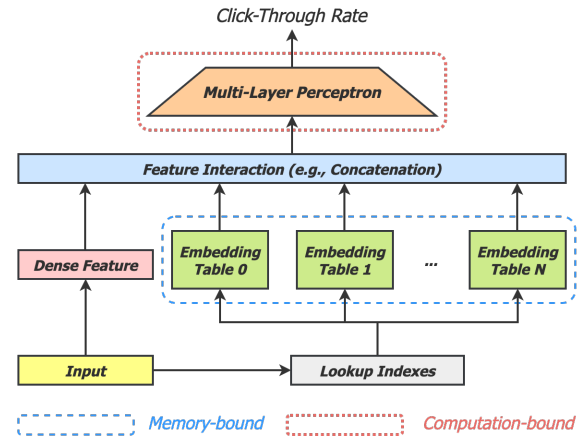 Click-Through Rate
Multi-Layer Perceptron
Feature Interaction (e.g., Concatenation)
Dense Feature
Embedding
Table 0
Embedding
Table 1
...
Embedding
Table N
Input
Lookup Indexes
Memory-bound
Computation-bound